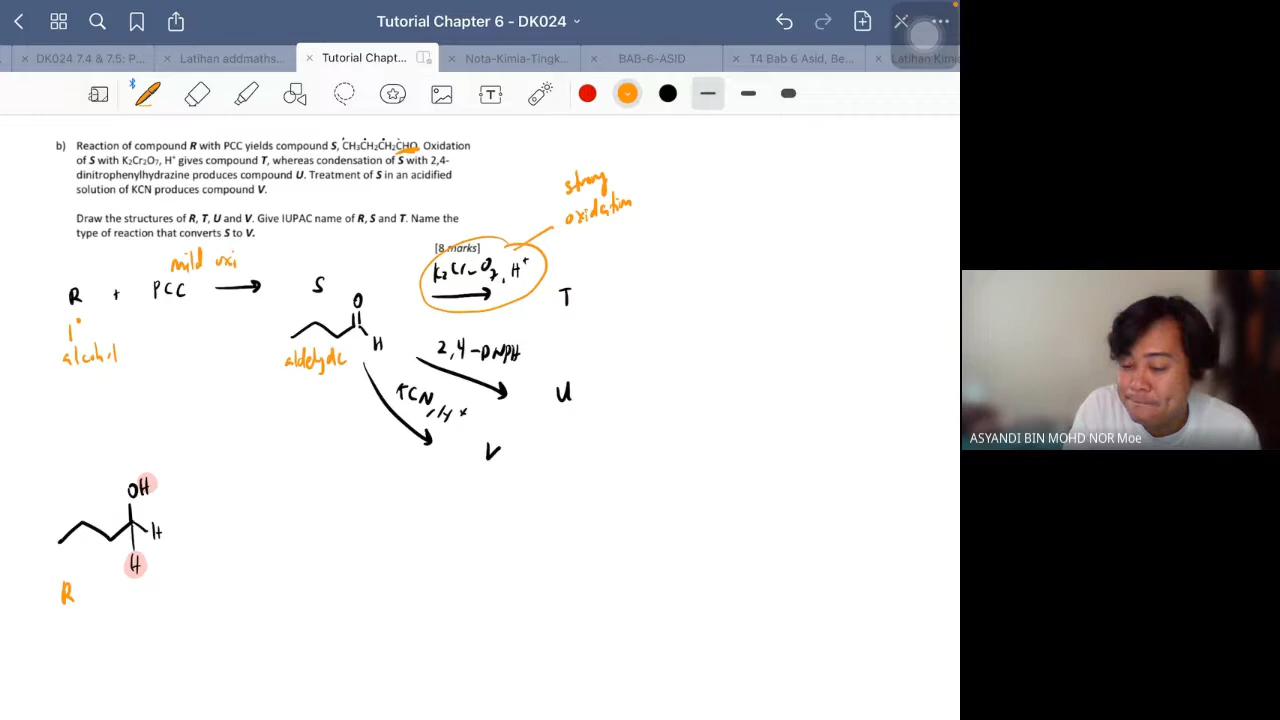 Tutorial Chapter 6 - DK024
DK024 7.4 & 7.5: P...
Latihan addmaths...
Tutorial Chapt...
Nota-Kimia-Tingk...
BAB-6-ASID
T4 Bab 6 Asid, Be...
Latihan Kimi
b) Reaction of compound R with PCC yields compound S, CH3CH2CH2CHO. Oxidation
of S with K2Cr2O7, H+ gives compound T, whereas condensation of S with 2,4-
dinitrophenylhydrazine produces compound U. Treatment of S in an acidified
solution of KCN produces compound V.
Draw the structures of R, T, U and V. Give IUPAC name of R, S and T. Name the
type of reaction that converts S to V.
[8 marks]
strong
oxidation
mild oxi
R + PCC
S
K2Cr2O7, H+
T
1°
alcohol
O
H
aldehyde
2,4-DNPH
U
KCN, H+
V
OH
H
H
R
ASYANDI BIN MOHD NOR Moe